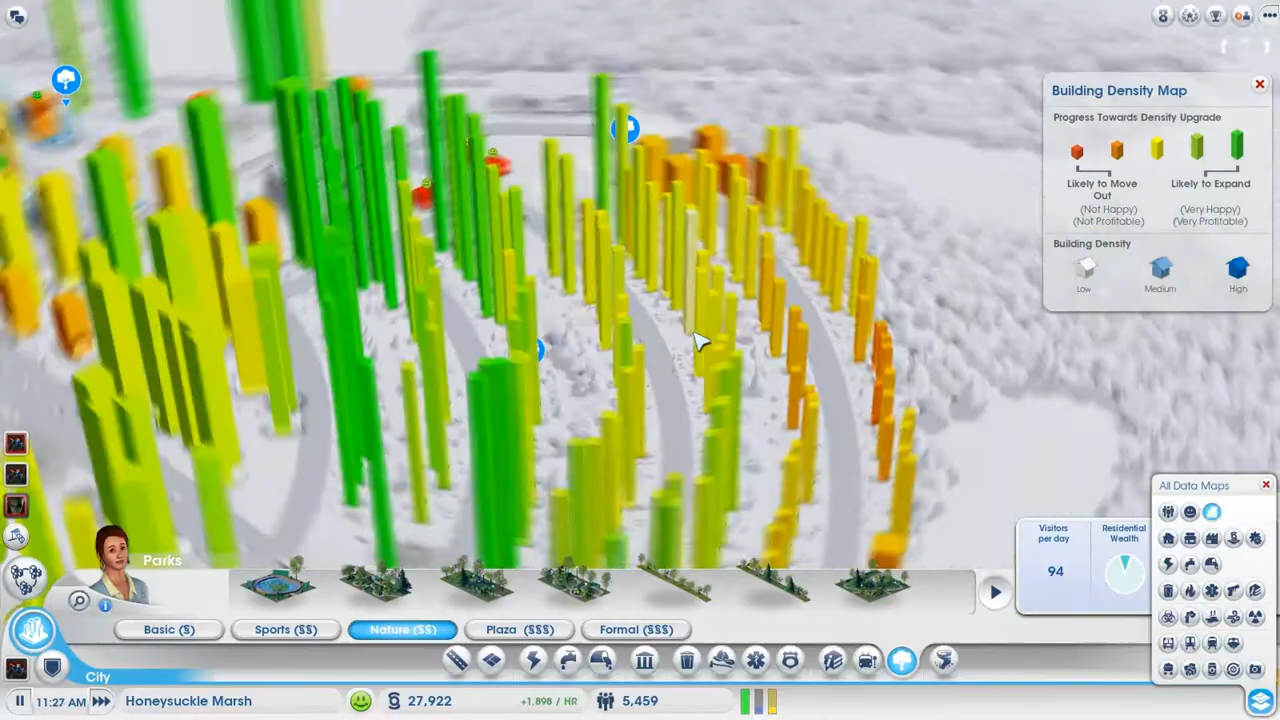 Building Density Map
Progress Towards Density Upgrade
Likely to Move Out
(Not Happy)
(Not Profitable)
Likely to Expand
(Very Happy)
(Very Profitable)
Building Density
Low
Medium
High
All Data Maps
Visitors per day
94
Residential Wealth
Parks
Basic ($)
Sports ($$)
Nature ($$)
Plaza ($$$)
Formal ($$$)
City
11:27 AM
Honeysuckle Marsh
27,922
+1,898 / HR
5,459